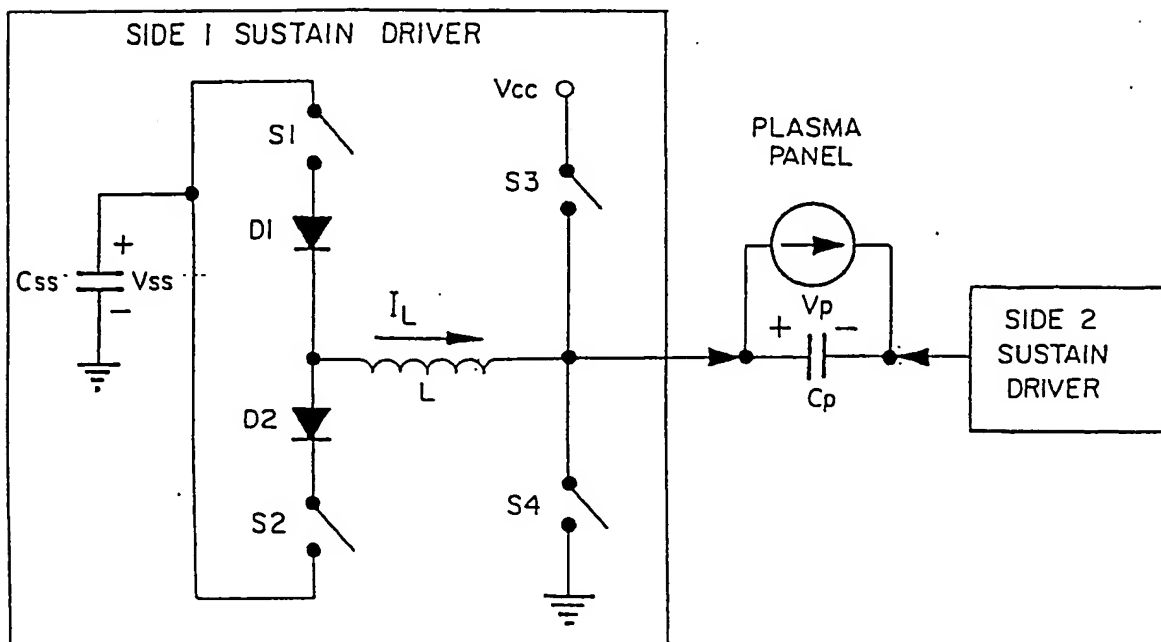 SIDE 1 SUSTAIN DRIVER
Vcc
S1
S3
PLASMA
PANEL
D1
+
Css
Vss
-
IL
L
Vp
+
-
Cp
SIDE 2
SUSTAIN
DRIVER
D2
S2
S4